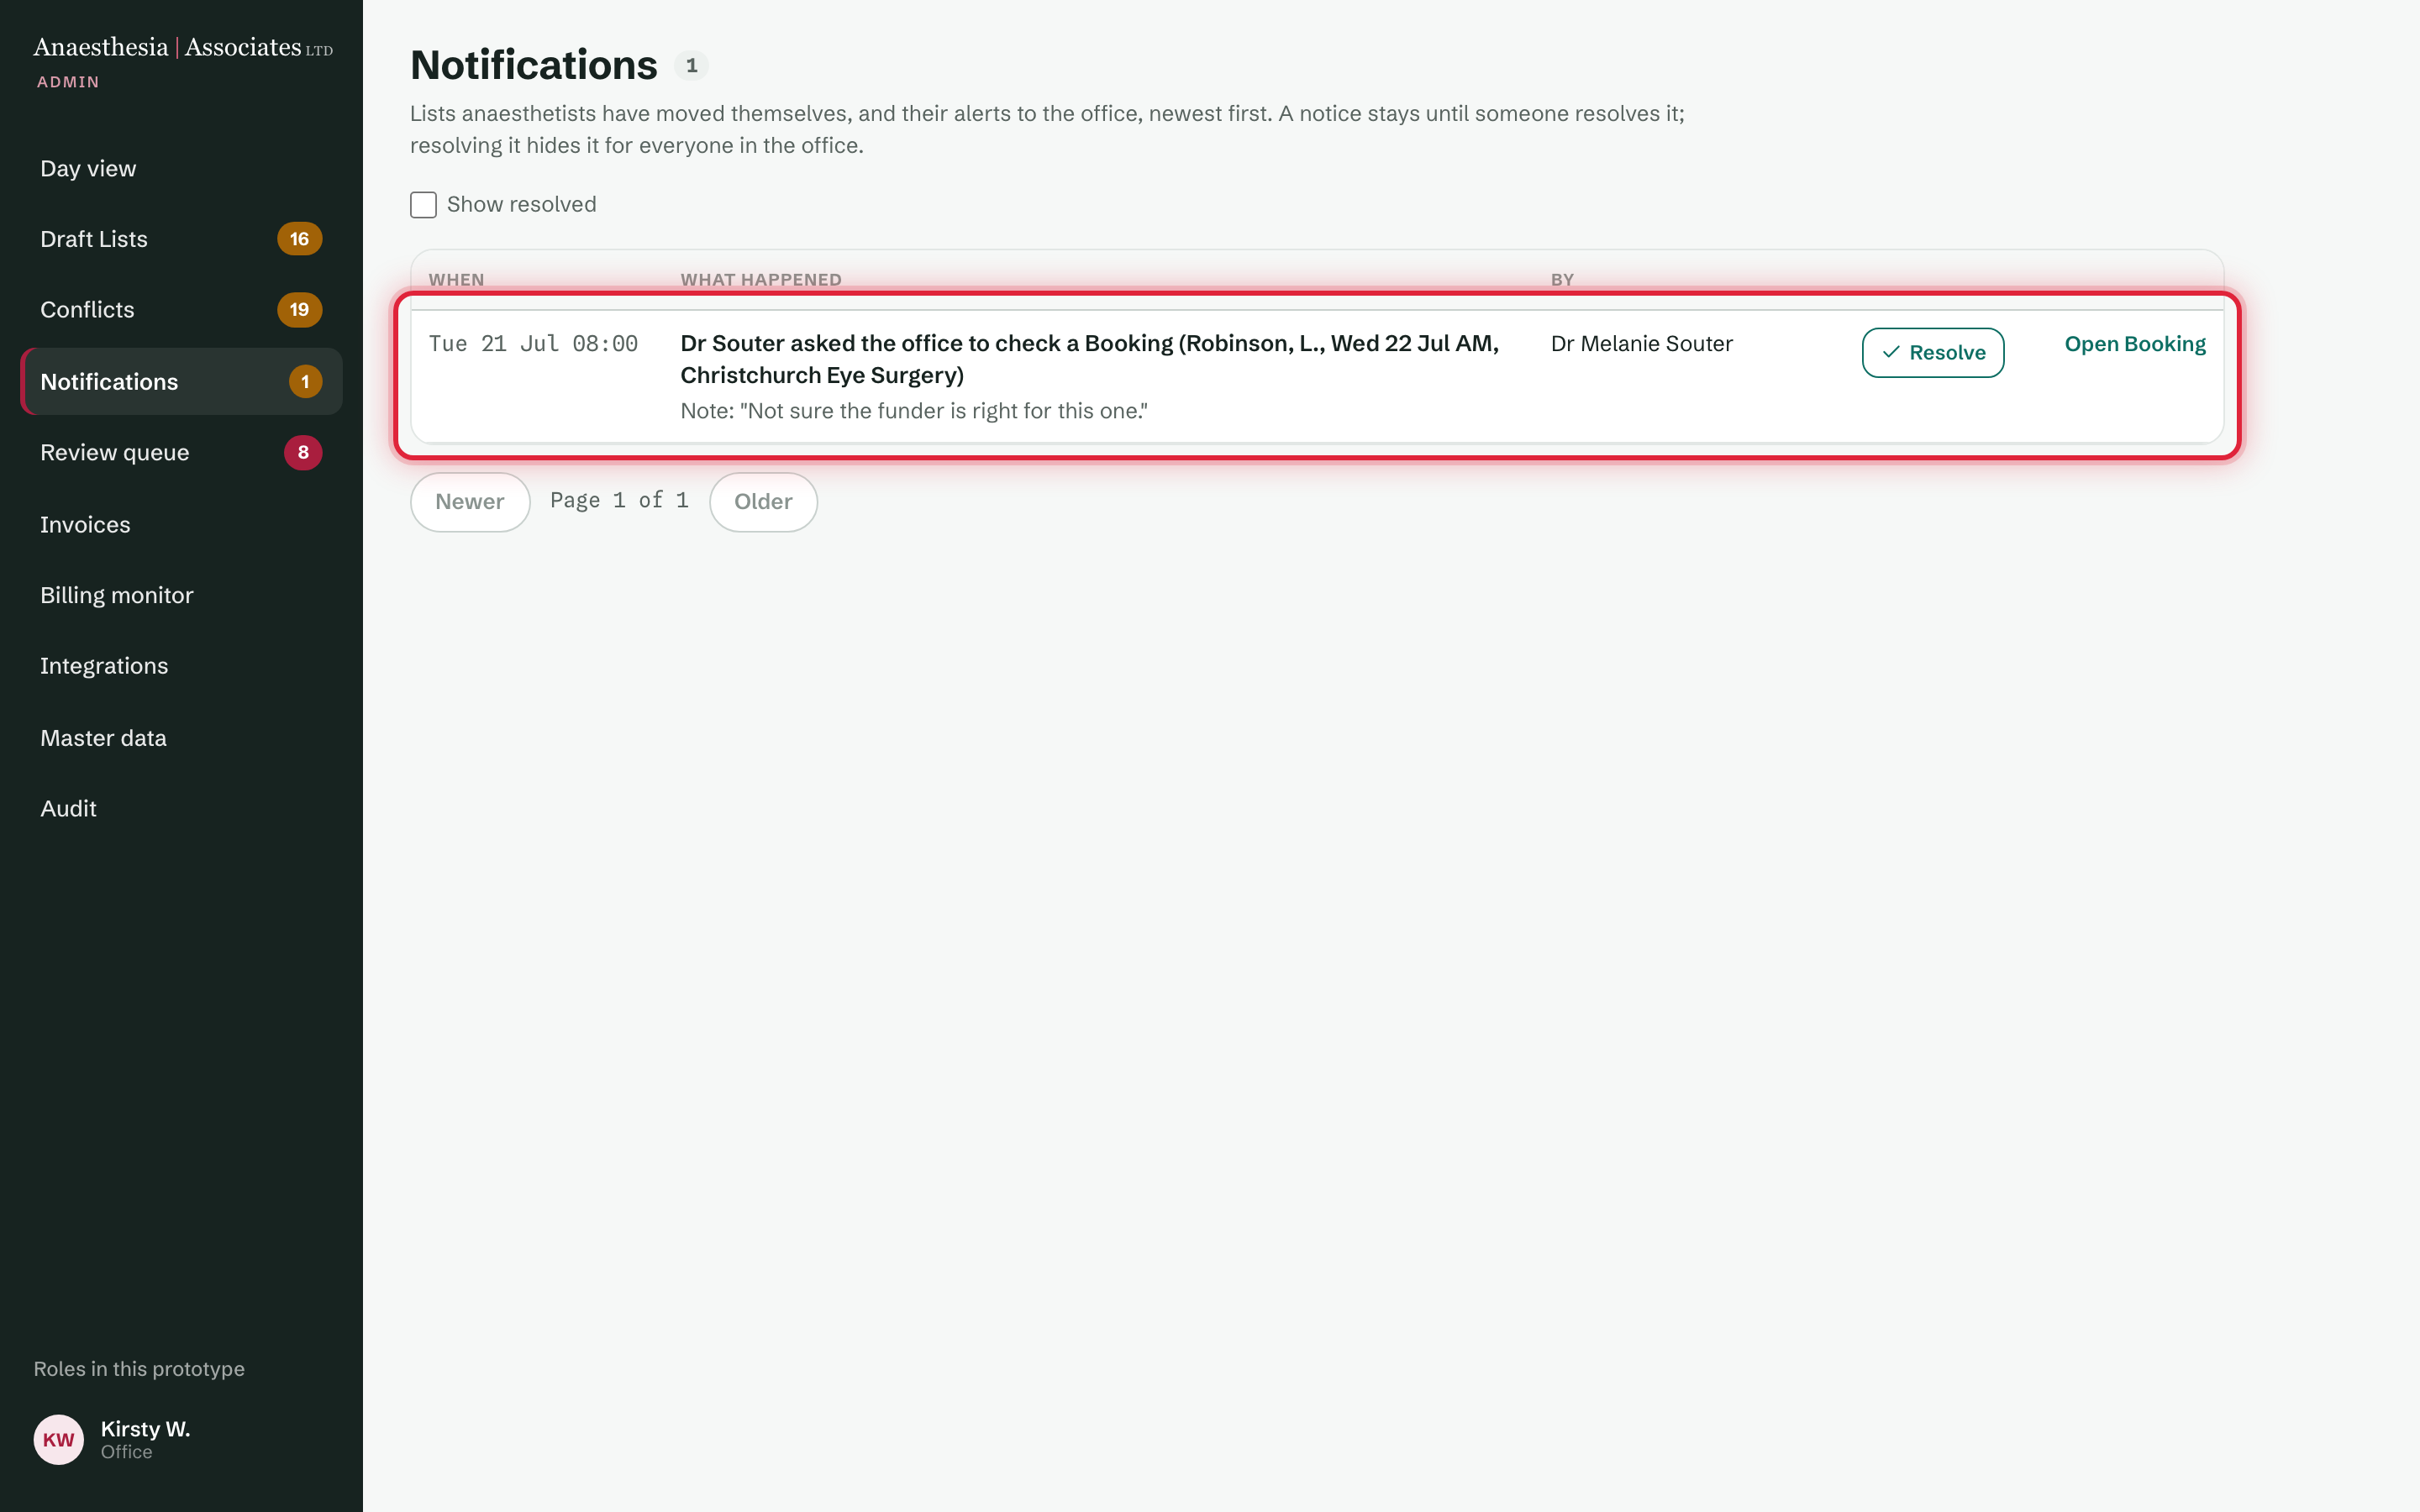 Anaesthesia | Associates LTD
ADMIN
Day view
Draft Lists 16
Conflicts 19
Notifications 1
Review queue 8
Invoices
Billing monitor
Integrations
Master data
Audit
Roles in this prototype
KW
Kirsty W.
Office
Notifications 1
Lists anaesthetists have moved themselves, and their alerts to the office, newest first. A notice stays until someone resolves it;
resolving it hides it for everyone in the office.
Show resolved
WHEN WHAT HAPPENED BY
Tue 21 Jul 08:00 Dr Souter asked the office to check a Booking (Robinson, L., Wed 22 Jul AM, Dr Melanie Souter Resolve Open Booking
Christchurch Eye Surgery)
Note: "Not sure the funder is right for this one."
Newer Page 1 of 1 Older